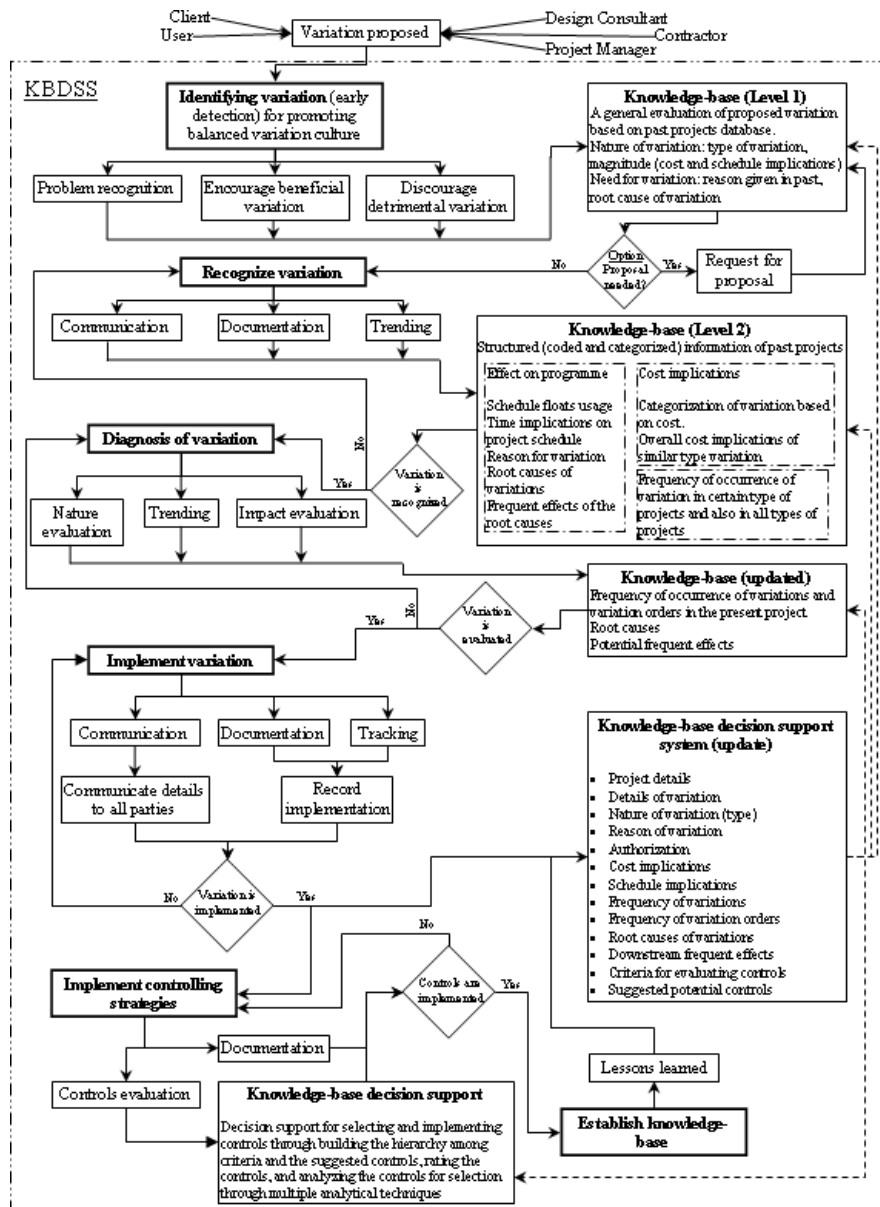 Client
User
Variation proposed
Design Consultant
Contractor
Project Manager
KBDSS
Identifying variation (early
detection) for promoting
balanced variation culture
Problem recognition
Encourage beneficial
variation
Discourage
detrimental variation
Knowledge-base (Level 1)
A general evaluation of proposed variation
based on past projects database.
Nature of variation: type of variation,
magnitude (cost and schedule implications)
Need for variation: reason given in past,
root cause of variation
Option
Proposal
needed?
No
Yes
Request for
proposal
Recognize variation
Communication
Documentation
Trending
Knowledge-base (Level 2)
Structured (coded and categorized) information of past projects
Effect on programme
Schedule floats usage
Time implications on
project schedule
Reason for variation
Root causes of
variations
Frequent effects of the
root causes
Cost implications
Categorization of variation based
on cost.
Overall cost implications of
similar type variation
Frequency of occurrence of
variation in certain type of
projects and also in all types of
projects
No
Yes
Variation
is
recognised
Diagnosis of variation
Nature
evaluation
Trending
Impact evaluation
Knowledge-base (updated)
Frequency of occurrence of variations and
variation orders in the present project
Root causes
Potential frequent effects
No
Yes
Variation
is
evaluated
Implement variation
Communication
Documentation
Tracking
Communicate details
to all parties
Record
implementation
No
Variation is
implemented
Yes
Knowledge-base decision support
system (update)
▪ Project details
▪ Details of variation
▪ Nature of variation (type)
▪ Reason of variation
▪ Authorization
▪ Cost implications
▪ Schedule implications
▪ Frequency of variations
▪ Frequency of variation orders
▪ Root causes of variations
▪ Downstream frequent effects
▪ Criteria for evaluating controls
▪ Suggested potential controls
No
Implement controlling
strategies
Controls are
implemented
Yes
Documentation
Controls evaluation
Knowledge-base decision support
Decision support for selecting and implementing
controls through building the hierarchy among
criteria and the suggested controls, rating the
controls, and analyzing the controls for selection
through multiple analytical techniques
Lessons learned
Establish knowledge-
base